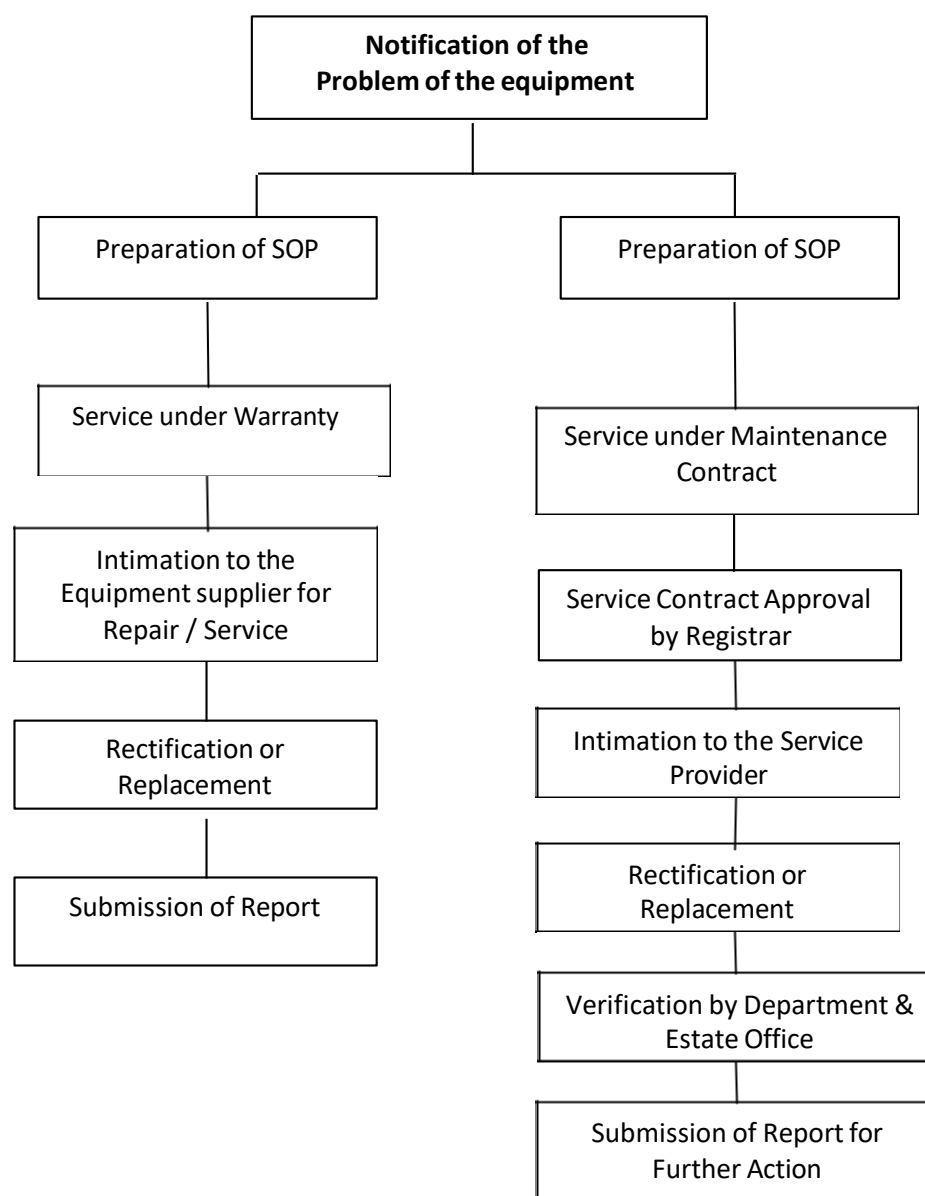 Notification of the
Problem of the equipment
Preparation of SOP
Service under Warranty
Intimation to the
Equipment supplier for
Repair / Service
Rectification or
Replacement
Submission of Report
Preparation of SOP
Service under Maintenance
Contract
Service Contract Approval
by Registrar
Intimation to the Service
Provider
Rectification or
Replacement
Verification by Department &
Estate Office
Submission of Report for
Further Action